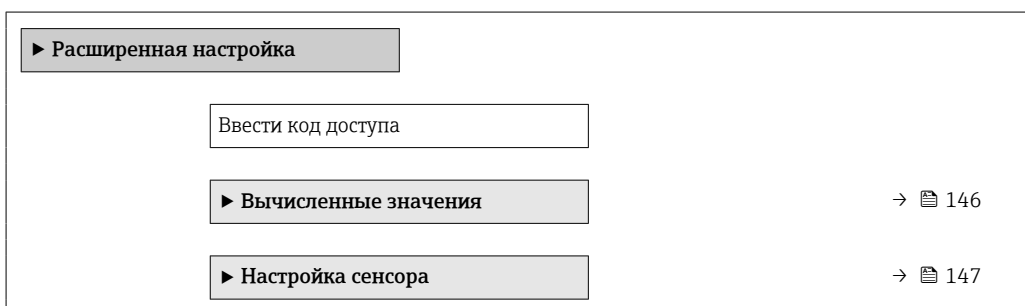 ► Расширенная настройка
Ввести код доступа
► Вычисленные значения → 146
► Настройка сенсора → 147